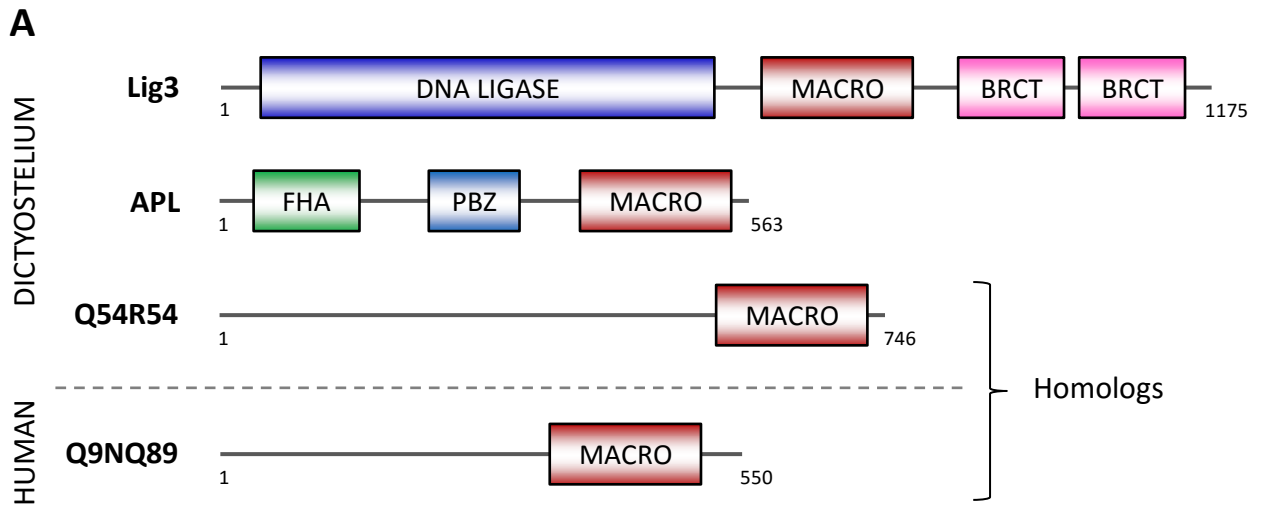 A
DICTYOSTELIUM
Lig3
1
DNA LIGASE
MACRO
BRCT
BRCT
1175
APL
1
FHA
PBZ
MACRO
563
Q54R54
1
MACRO
746
Homologs
HUMAN
Q9NQ89
1
MACRO
550